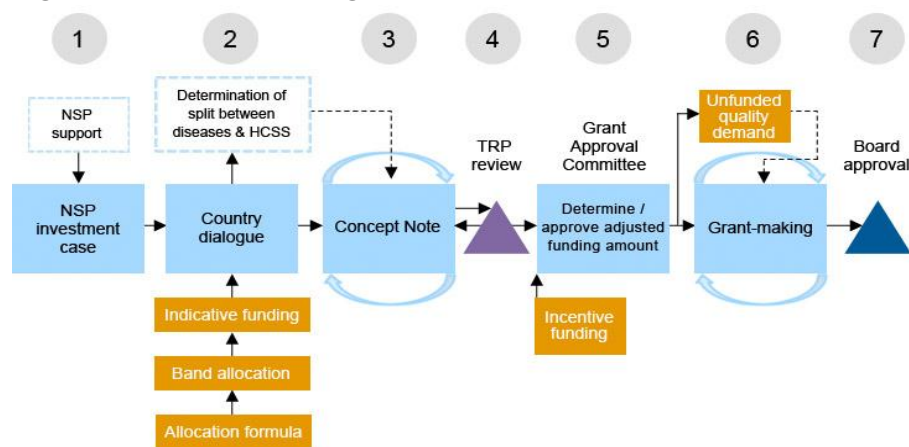 1
2
3
4
5
6
7
NSP
support
Determination of
split between
diseases & HCSS
TRP
review
Grant
Approval
Committee
Unfunded
quality
demand
Board
approval
NSP
investment
case
Country
dialogue
Concept Note
Determine /
approve adjusted
funding amount
Grant-making
Indicative funding
Incentive
funding
Band allocation
Allocation formula